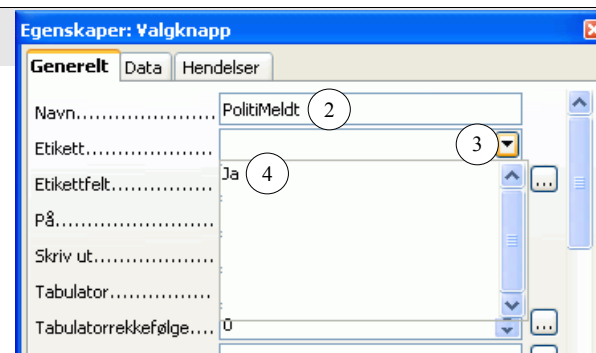 Egenskaper: Valgknapp
Generelt Data Hendelser
Navn...................... PolitiMeldt 2
Etikett..................... 3
Etikettfelt................. Ja 4
På.........................
Skriv ut...................
Tabulator................
Tabulatorrekkefølge.... 0